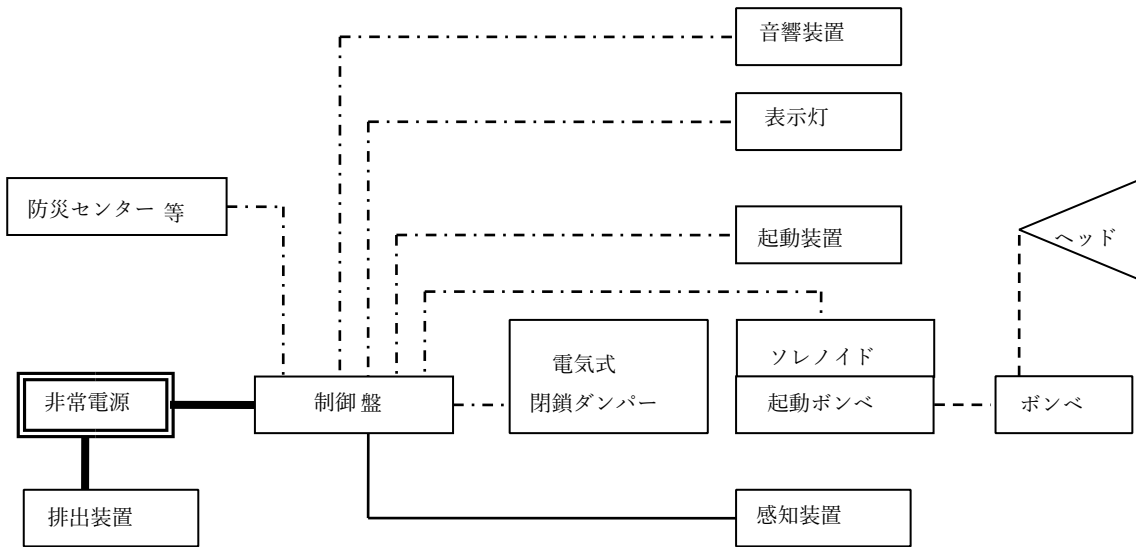 音響装置
表示灯
防災センター 等
起動装置
ヘッド
電気式
閉鎖ダンパー
ソレノイド
起動ボンベ
非常電源
制御盤
ボンベ
排出装置
感知装置